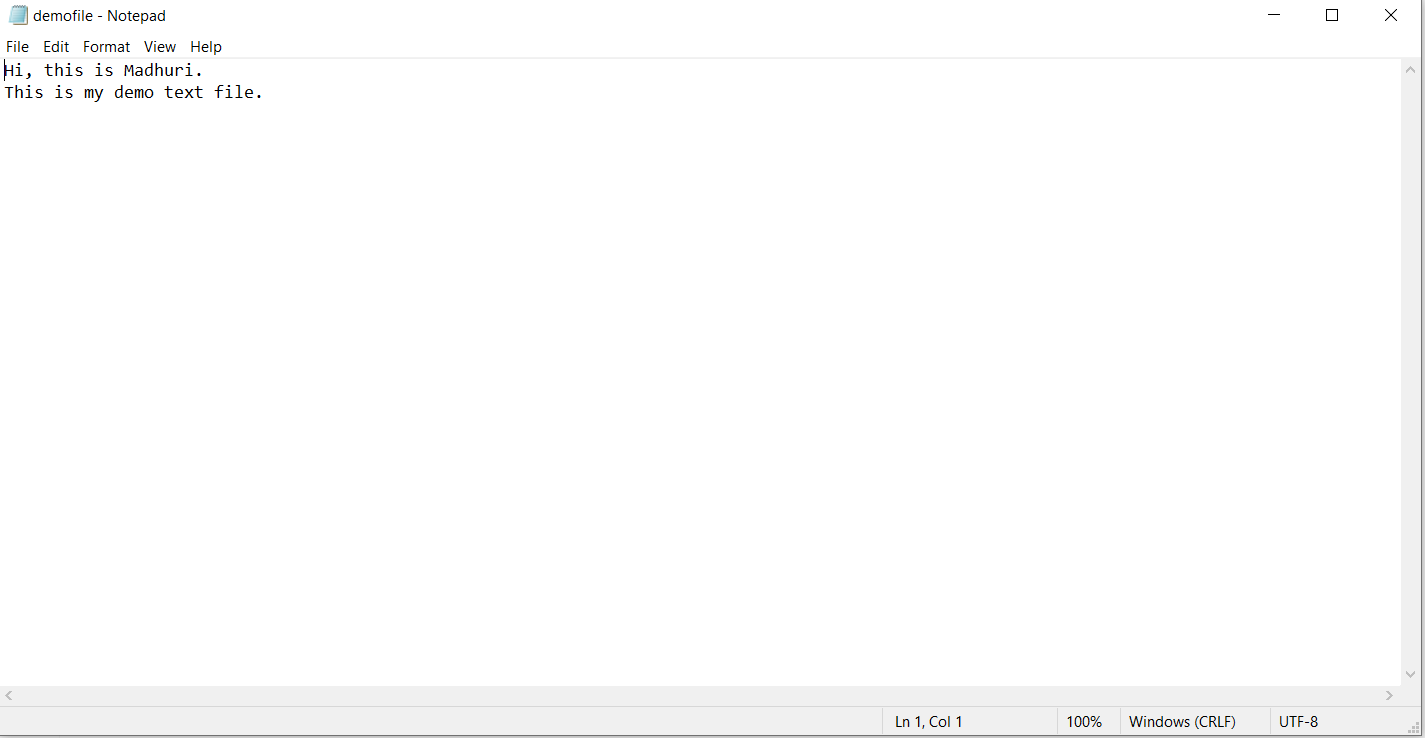 demofile - Notepad
File Edit Format View Help
Hi, this is Madhuri.
This is my demo text file.
Ln 1, Col 1 100% Windows (CRLF) UTF-8